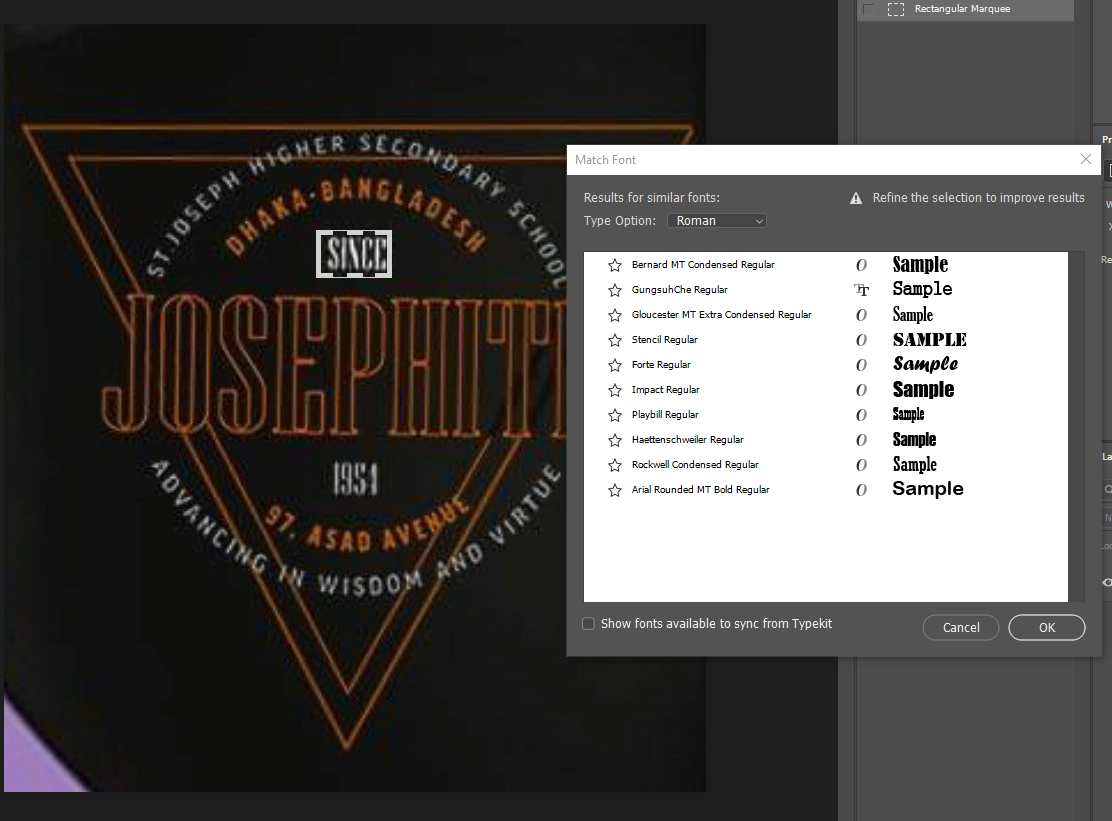 Rectangular Marquee
ST.JOSEPH HIGHER SECONDARY SCHOOL
DHAKA-BANGLADESH
SINCE
1954
97, ASAD AVENUE
ADVANCING IN WISDOM AND VIRTUE
Pr
Match Font
Results for similar fonts:
Refine the selection to improve results
Type Option: Roman
Bernard MT Condensed Regular O Sample
GungsuhChe Regular Sample
Gloucester MT Extra Condensed Regular O Sample
Stencil Regular O SAMPLE
Forte Regular O Sample
Impact Regular O Sample
Playbill Regular O Sample
Haettenschweiler Regular O Sample
Rockwell Condensed Regular O Sample
Arial Rounded MT Bold Regular O Sample
Show fonts available to sync from Typekit
Cancel OK